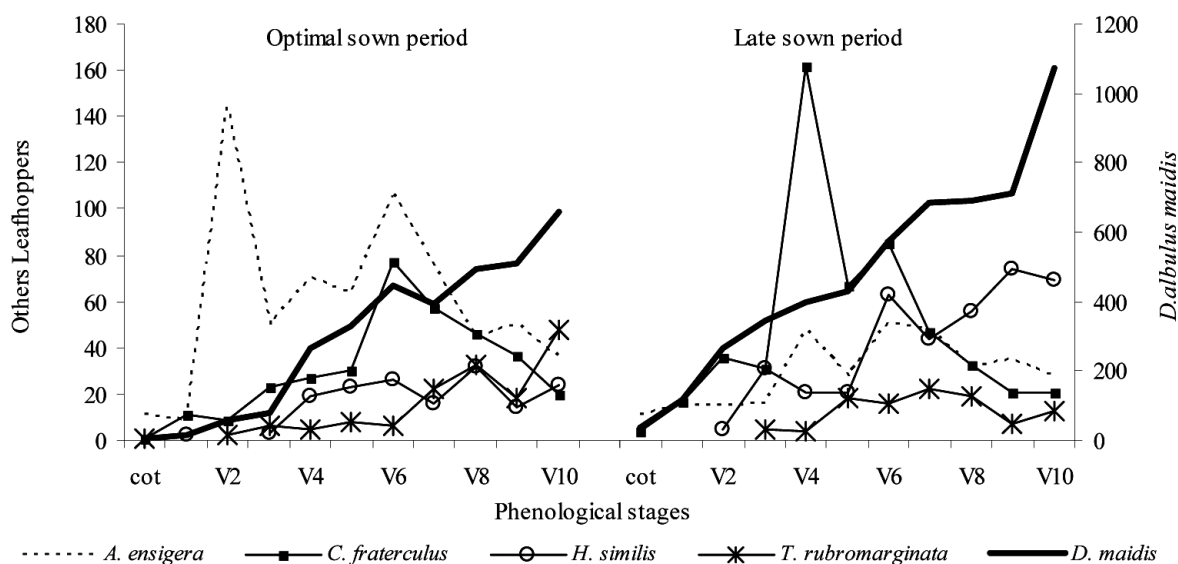 Optimal sown period
Late sown period
180
160
140
120
100
80
60
40
20
0
Others Leafhoppers
1200
1000
800
600
400
200
0
D.albulus maidis
cot V2 V4 V6 V8 V10 cot V2 V4 V6 V8 V10
Phenological stages
A. ensigera C. fraterculus H. similis T. rubromarginata D. maidis